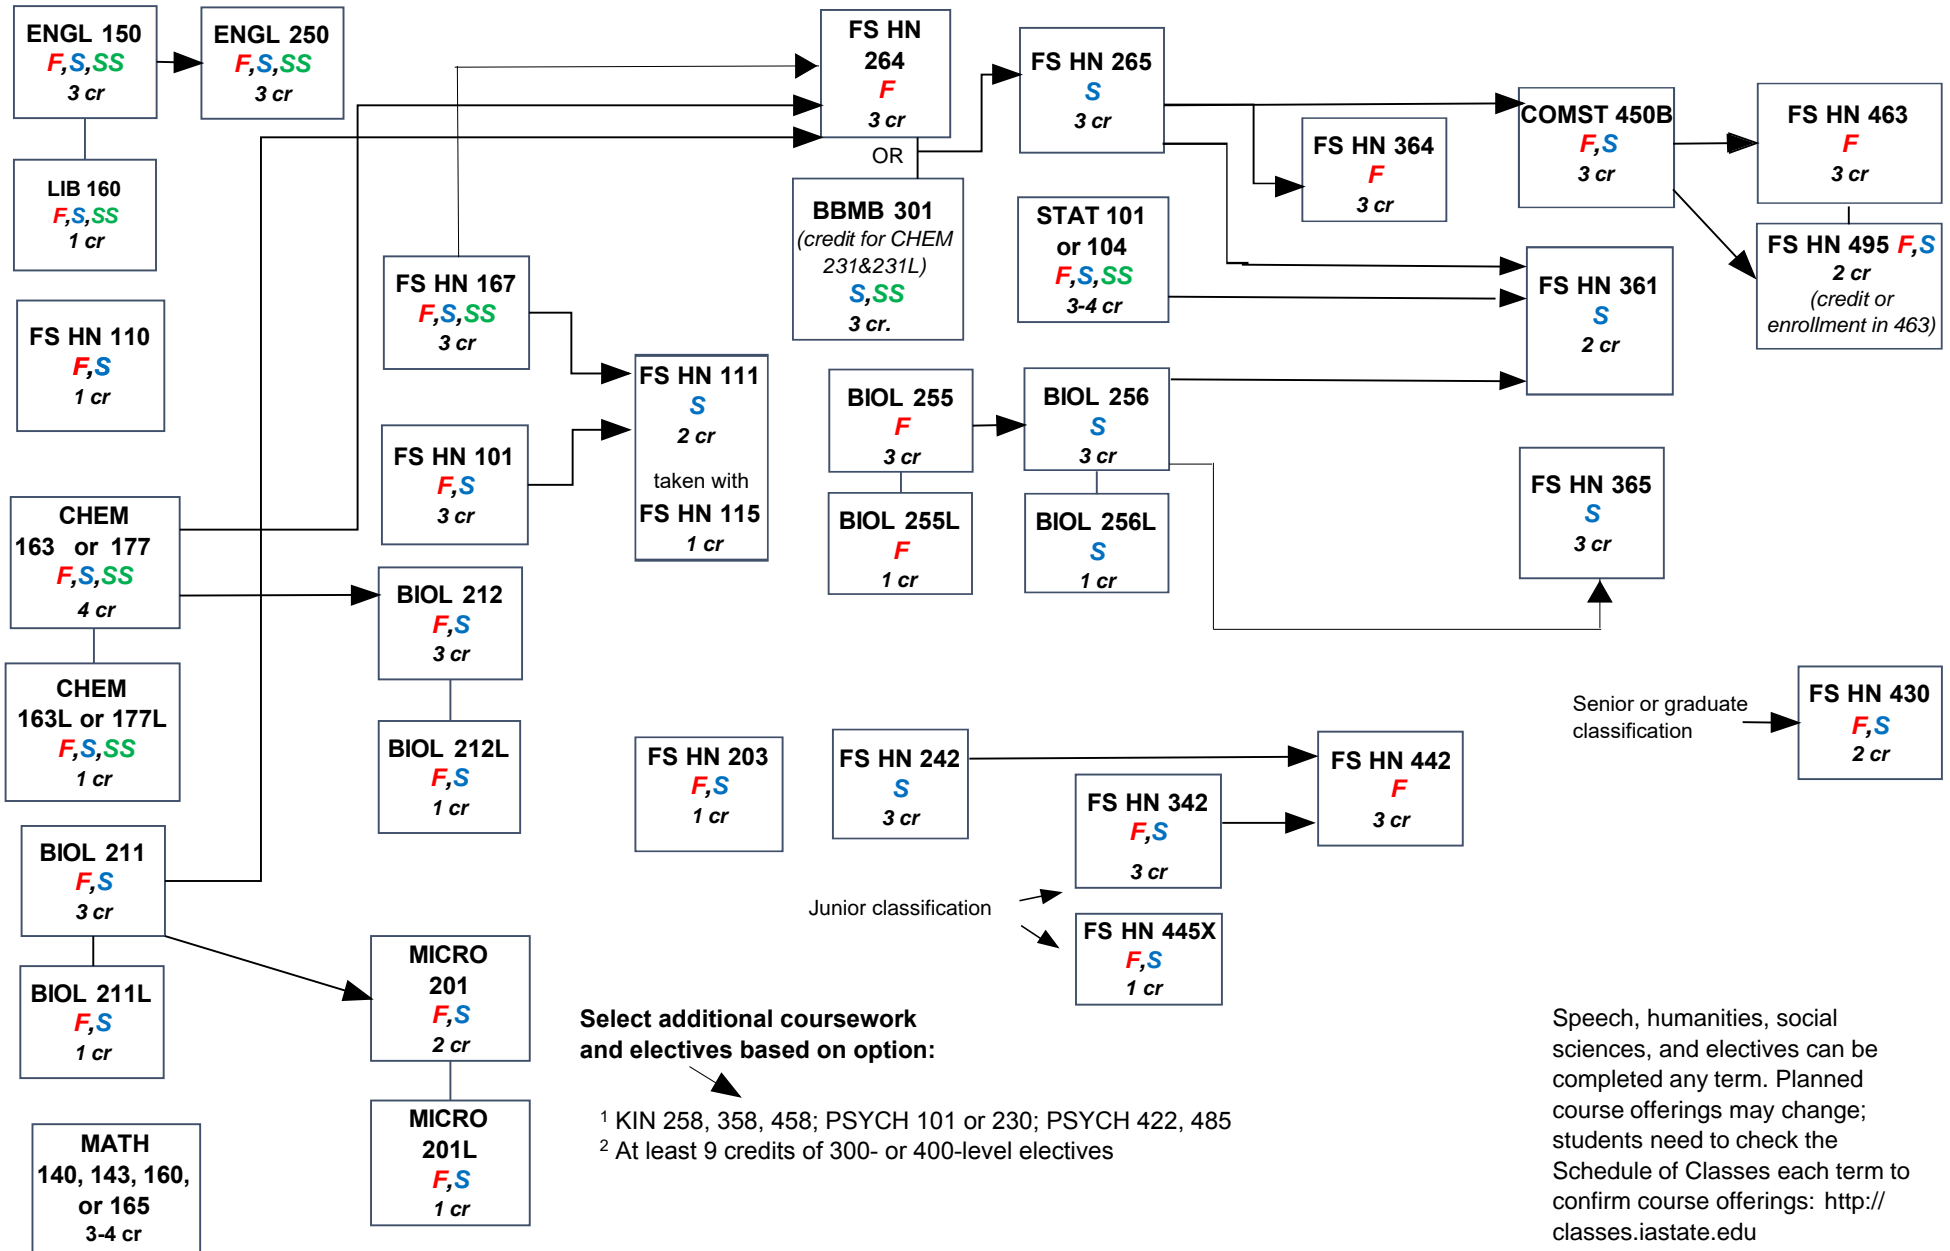 ENGL 150
F,S,SS
3 cr
ENGL 250
F,S,SS
3 cr
LIB 160
F,S,SS
1 cr
FS HN 110
F,S
1 cr
CHEM
163 or 177
F,S,SS
4 cr
CHEM
163L or 177L
F,S,SS
1 cr
BIOL 211
F,S
3 cr
BIOL 211L
F,S
1 cr
MATH
140, 143, 160,
or 165
3-4 cr
FS HN 167
F,S,SS
3 cr
FS HN 101
F,S
3 cr
BIOL 212
F,S
3 cr
BIOL 212L
F,S
1 cr
MICRO
201
F,S
2 cr
MICRO
201L
F,S
1 cr
FS HN 111
S
2 cr
taken with
FS HN 115
1 cr
FS HN 203
F,S
1 cr
FS HN
264
F
3 cr
OR
BBMB 301
(credit for CHEM
231&231L)
S,SS
3 cr.
BIOL 255
F
3 cr
BIOL 255L
F
1 cr
FS HN 242
S
3 cr
FS HN 265
S
3 cr
STAT 101
or 104
F,S,SS
3-4 cr
BIOL 256
S
3 cr
BIOL 256L
S
1 cr
Junior classification
FS HN 342
F,S
3 cr
FS HN 445X
F,S
1 cr
FS HN 364
F
3 cr
FS HN 442
F
3 cr
COMST 450B
F,S
3 cr
FS HN 361
S
2 cr
FS HN 365
S
3 cr
FS HN 463
F
3 cr
FS HN 495 F,S
2 cr
(credit or
enrollment in 463)
Senior or graduate
classification
FS HN 430
F,S
2 cr
Select additional coursework
and electives based on option:
1 KIN 258, 358, 458; PSYCH 101 or 230; PSYCH 422, 485
2 At least 9 credits of 300- or 400-level electives
Speech, humanities, social
sciences, and electives can be
completed any term. Planned
course offerings may change;
students need to check the
Schedule of Classes each term to
confirm course offerings: http://
classes.iastate.edu